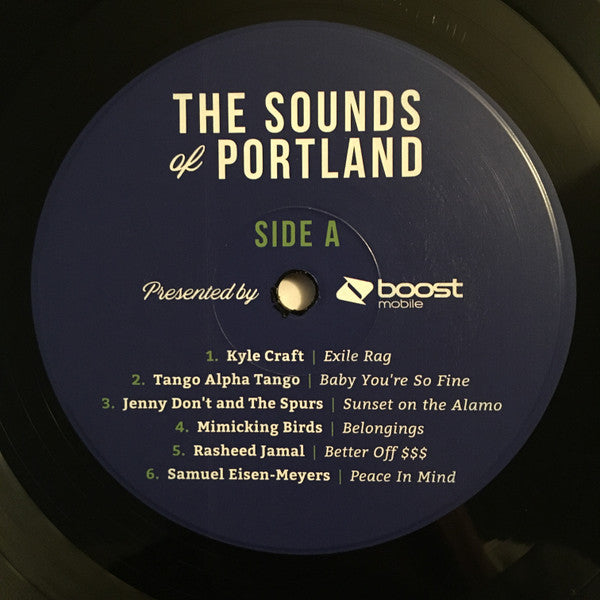 THE SOUNDS
of PORTLAND
SIDE A
Presented by boost
mobile
1. Kyle Craft | Exile Rag
2. Tango Alpha Tango | Baby You're So Fine
3. Jenny Don't and The Spurs | Sunset on the Alamo
4. Mimicking Birds | Belongings
5. Rasheed Jamal | Better Off $$$
6. Samuel Eisen-Meyers | Peace In Mind